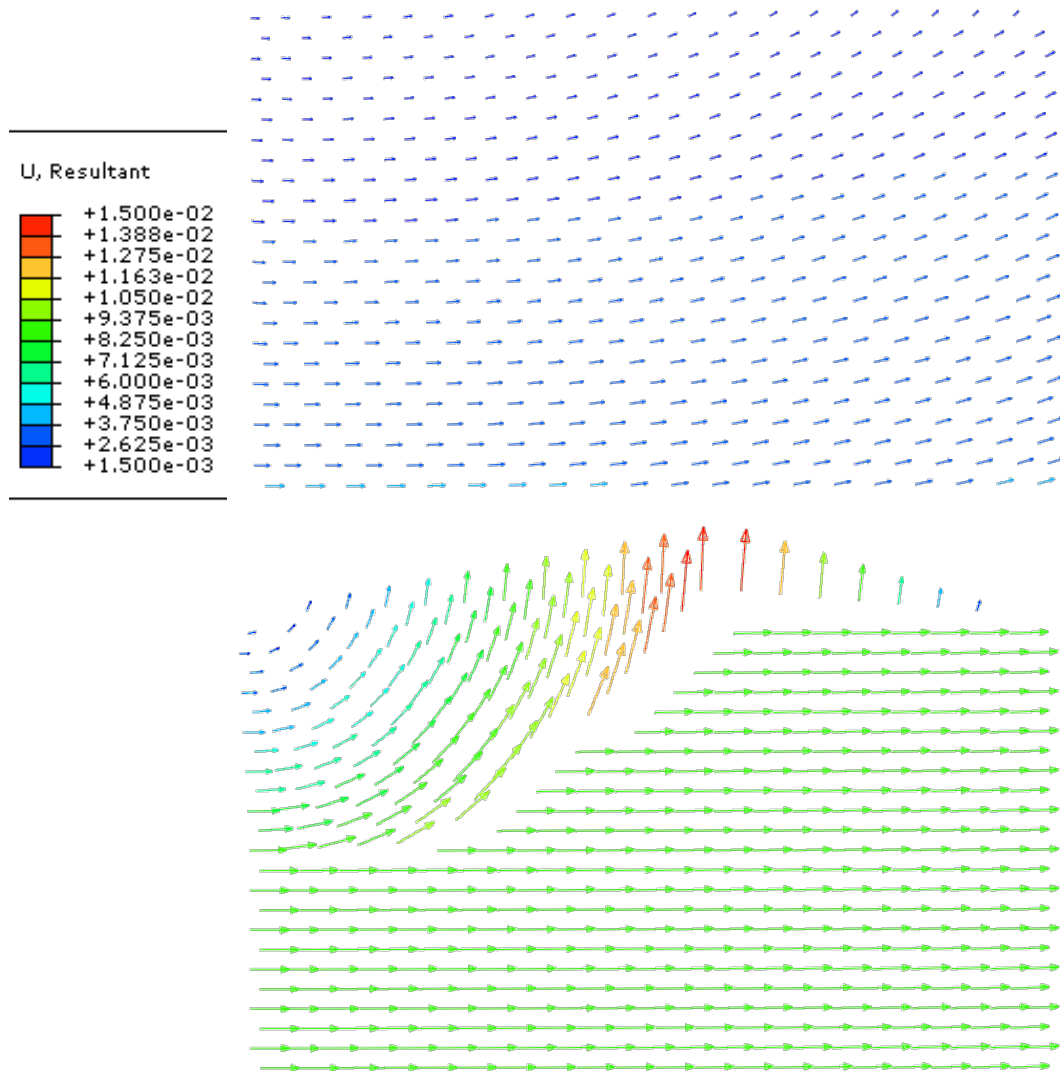 U, Resultant
+1.500e-02
+1.388e-02
+1.275e-02
+1.163e-02
+1.050e-02
+9.375e-03
+8.250e-03
+7.125e-03
+6.000e-03
+4.875e-03
+3.750e-03
+2.625e-03
+1.500e-03